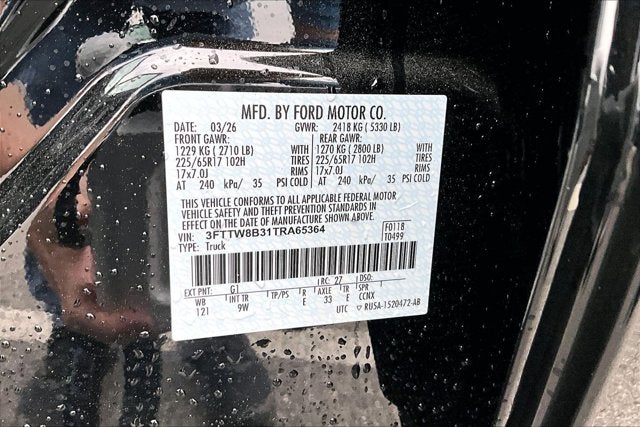 MFD. BY FORD MOTOR CO.
DATE: 03/26 GVWR: 2418 KG (5330 LB)
FRONT GAWR: REAR GAWR:
1229 KG (2710 LB) WITH 1270 KG (2800 LB) WITH
225/65R17 102H TIRES 225/65R17 102H TIRES
17x7.0J RIMS 17x7.0J RIMS
AT 240 kPa/ 35 PSI COLD AT 240 kPa/ 35 PSI COLD
THIS VEHICLE CONFORMS TO ALL APPLICABLE FEDERAL MOTOR
VEHICLE SAFETY AND THEFT PREVENTION STANDARDS IN
EFFECT ON THE DATE OF MANUFACTURE SHOWN ABOVE.
VIN: 3FTTW8B31TRA65364 F0118
TYPE: Truck T0499
EXT PNT: G1 RC: 27 DSO:
WB INT TR TP/PS R AXLE TR SPR
121 9W E 33 E CCNX
UTC RU5A-1520472-AB